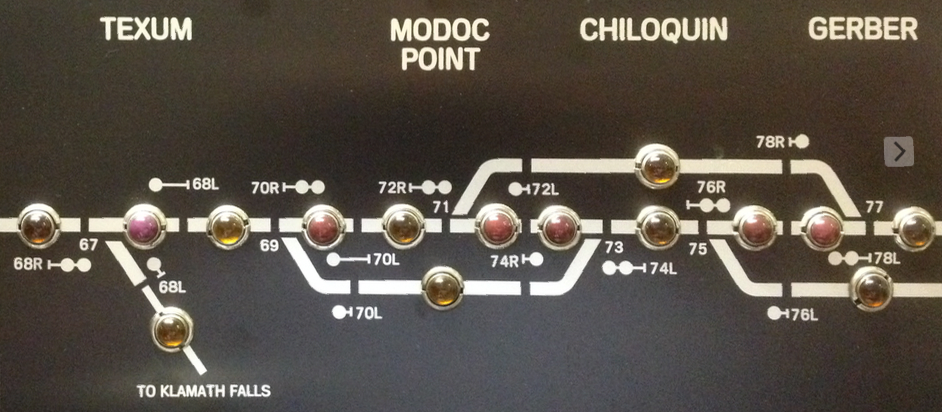 TEXUM
MODOC
POINT
CHILOQUIN
GERBER
78R
68L
70R
72R
71
72L
76R
77
67
68R
69
70L
74R
73
74L
75
78L
68L
70L
76L
TO KLAMATH FALLS